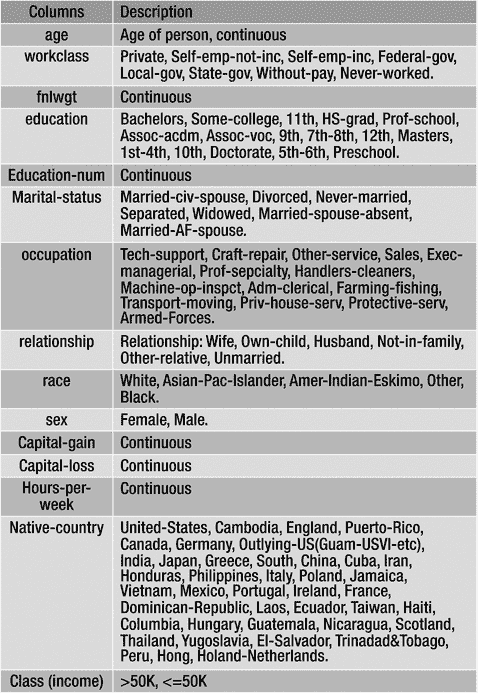 Columns Description
age Age of person, continuous
workclass Private, Self-emp-not-inc, Self-emp-inc, Federal-gov,
Local-gov, State-gov, Without-pay, Never-worked.
fnlwgt Continuous
education Bachelors, Some-college, 11th, HS-grad, Prof-school,
Assoc-acdm, Assoc-voc, 9th, 7th-8th, 12th, Masters,
1st-4th, 10th, Doctorate, 5th-6th, Preschool.
Education-num Continuous
Marital-status Married-civ-spouse, Divorced, Never-married,
Separated, Widowed, Married-spouse-absent,
Married-AF-spouse.
occupation Tech-support, Craft-repair, Other-service, Sales, Exec-
managerial, Prof-sepcialty, Handlers-cleaners,
Machine-op-inspct, Adm-clerical, Farming-fishing,
Transport-moving, Priv-house-serv, Protective-serv,
Armed-Forces.
relationship Relationship: Wife, Own-child, Husband, Not-in-family,
Other-relative, Unmarried.
race White, Asian-Pac-Islander, Amer-Indian-Eskimo, Other,
Black.
sex Female, Male.
Capital-gain Continuous
Capital-loss Continuous
Hours-per- Continuous
week
Native-country United-States, Cambodia, England, Puerto-Rico,
Canada, Germany, Outlying-US(Guam-USVI-etc),
India, Japan, Greece, South, China, Cuba, Iran,
Honduras, Philippines, Italy, Poland, Jamaica,
Vietnam, Mexico, Portugal, Ireland, France,
Dominican-Republic, Laos, Ecuador, Taiwan, Haiti,
Columbia, Hungary, Guatemala, Nicaragua, Scotland,
Thailand, Yugoslavia, El-Salvador, Trinadad&Tobago,
Peru, Hong, Holand-Netherlands.
Class (income) >50K, <=50K